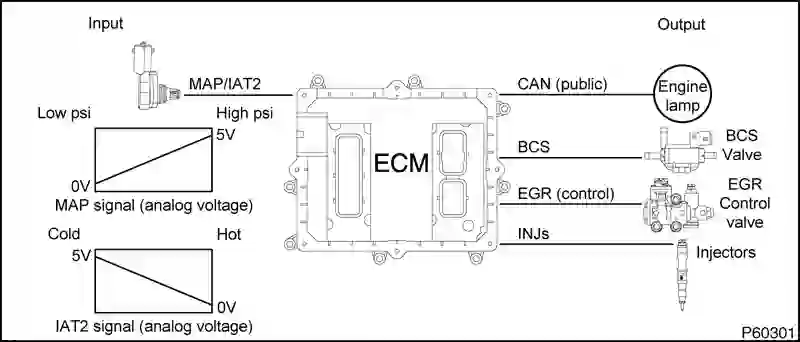 Input
Output
MAP/IAT2
CAN (public)
Engine
lamp
Low psi
High psi
5V
0V
MAP signal (analog voltage)
ECM
BCS
BCS
Valve
EGR (control)
EGR
Control
valve
INJs
Injectors
Cold
Hot
5V
0V
IAT2 signal (analog voltage)
P60301